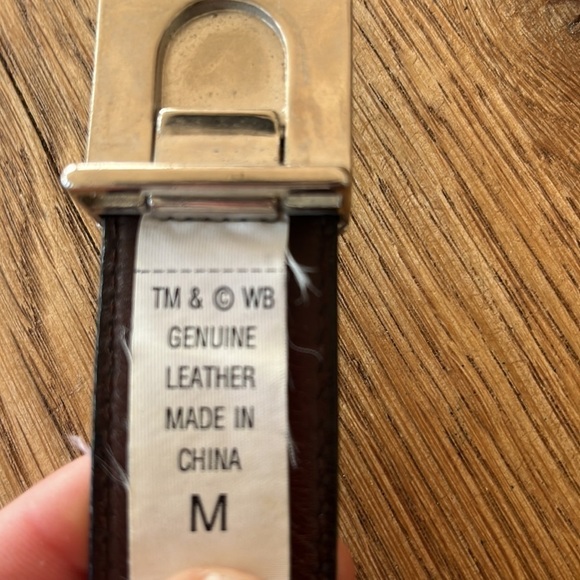 TM & © WB
GENUINE
LEATHER
MADE IN
CHINA
M